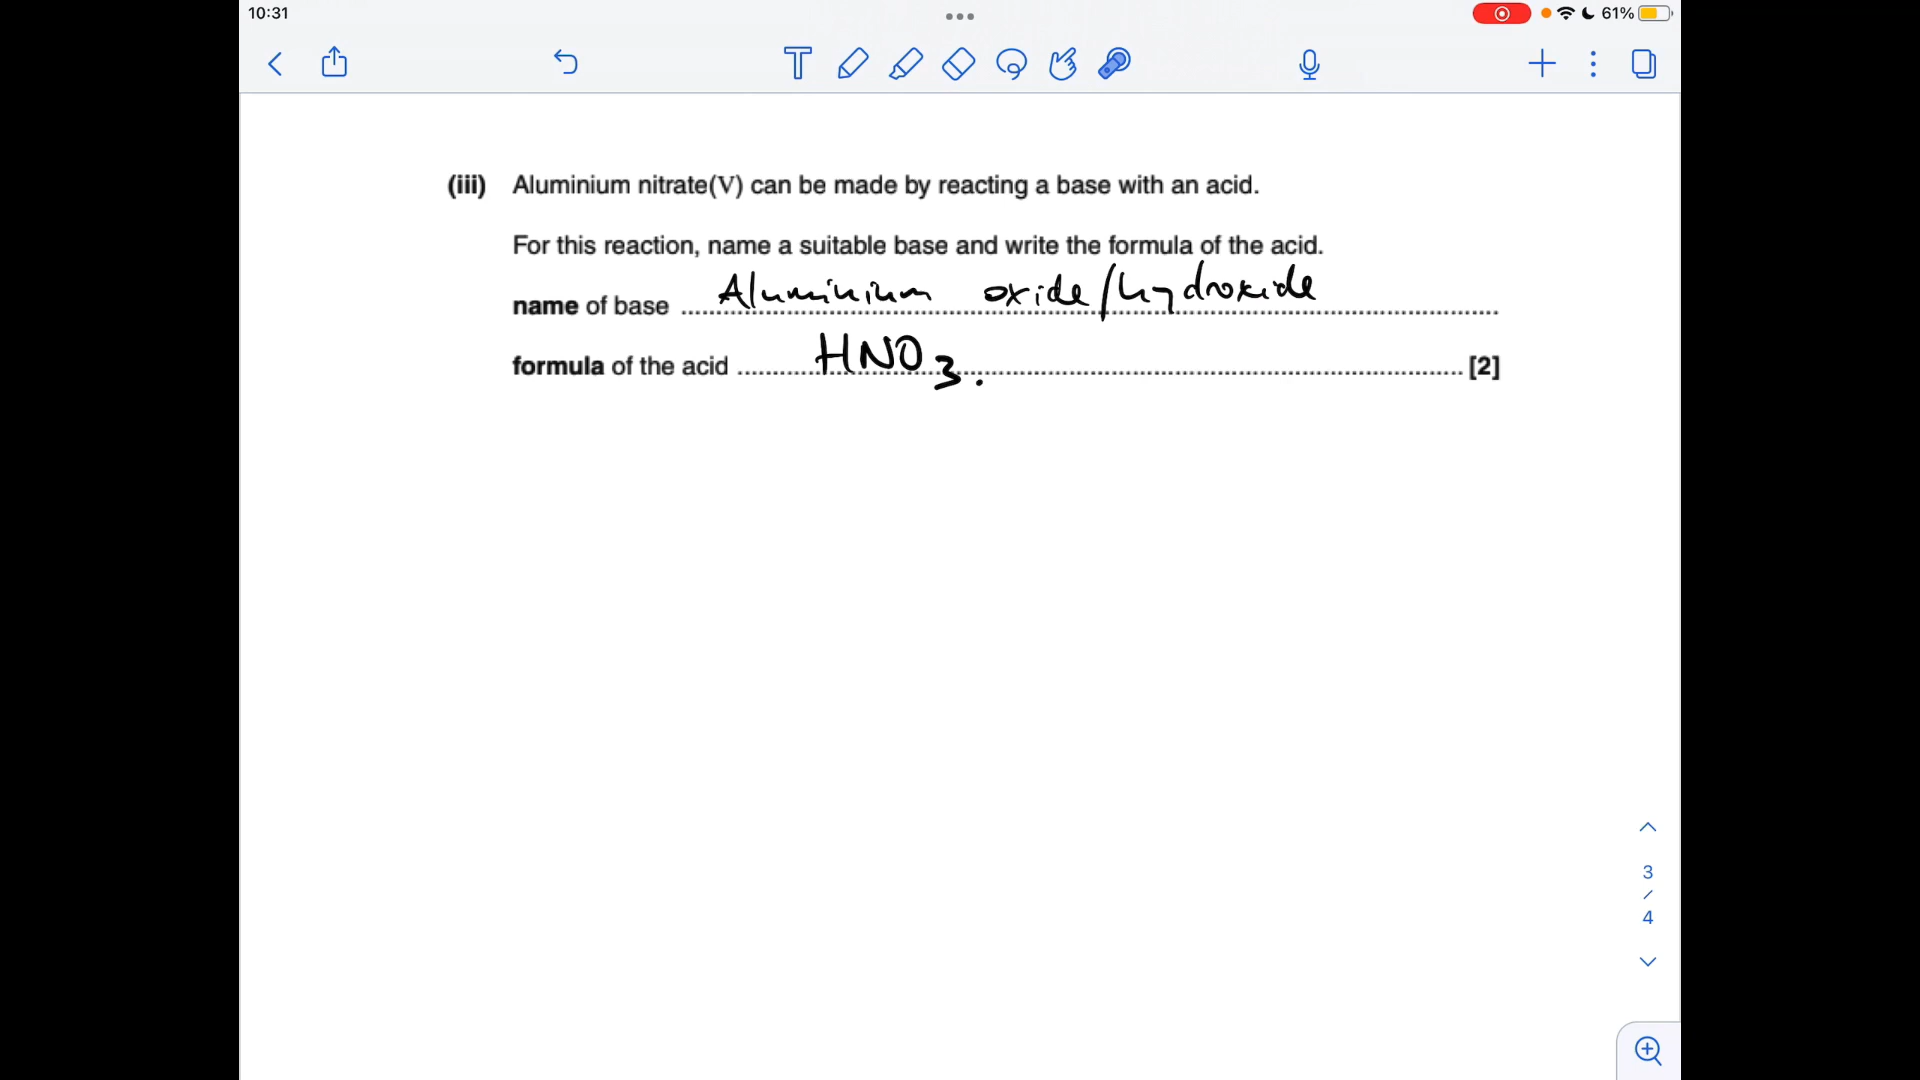 10:31
61%
(iii) Aluminium nitrate(V) can be made by reacting a base with an acid.
For this reaction, name a suitable base and write the formula of the acid.
name of base Aluminium oxide/hydroxide
formula of the acid HNO3. [2]
3
/
4